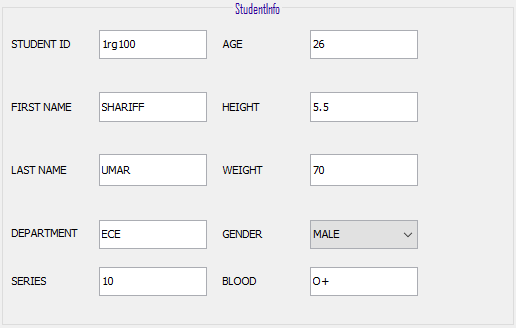 StudentInfo
STUDENT ID 1rg100 AGE 26
FIRST NAME SHARIFF HEIGHT 5.5
LAST NAME UMAR WEIGHT 70
DEPARTMENT ECE GENDER MALE
SERIES 10 BLOOD O+